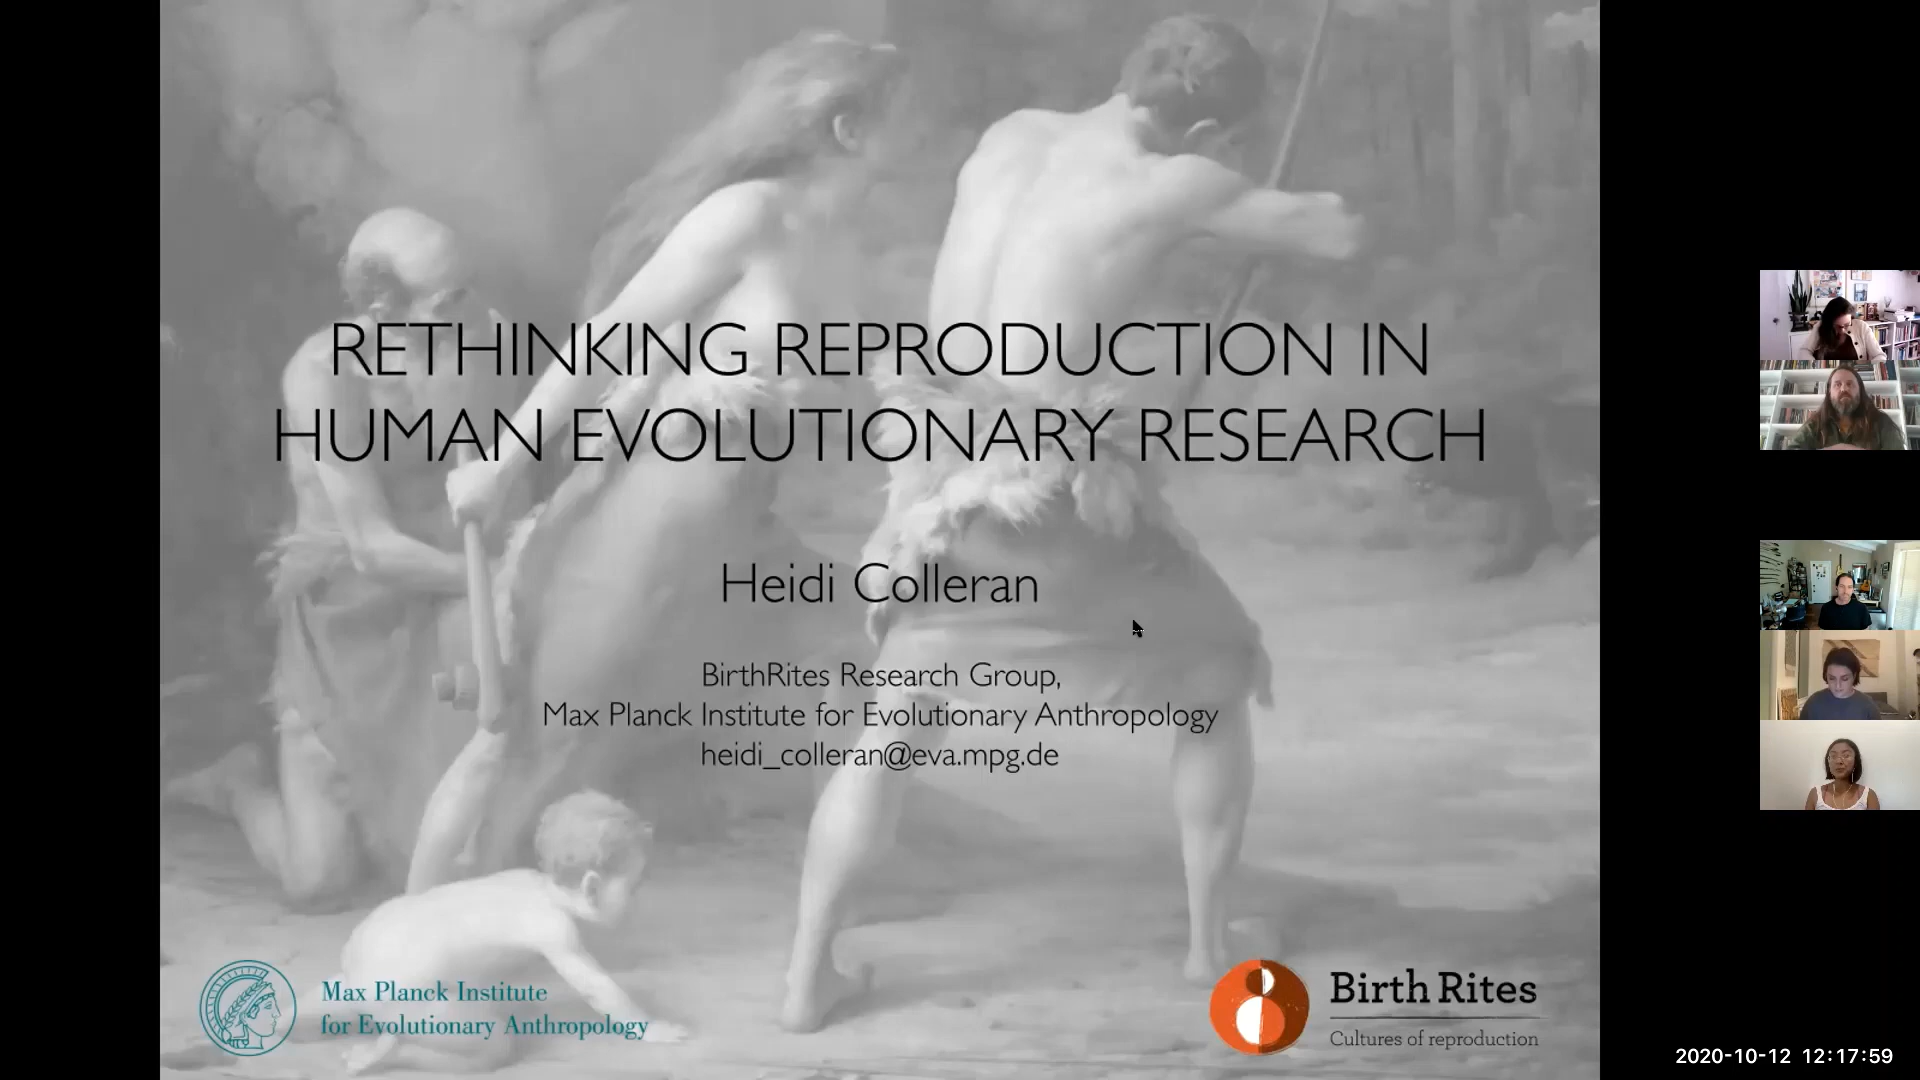 RETHINKING REPRODUCTION IN
HUMAN EVOLUTIONARY RESEARCH
Heidi Colleran
BirthRites Research Group,
Max Planck Institute for Evolutionary Anthropology
heidi_colleran@eva.mpg.de
Max Planck Institute
for Evolutionary Anthropology
Birth Rites
Cultures of reproduction
2020-10-12 12:17:59